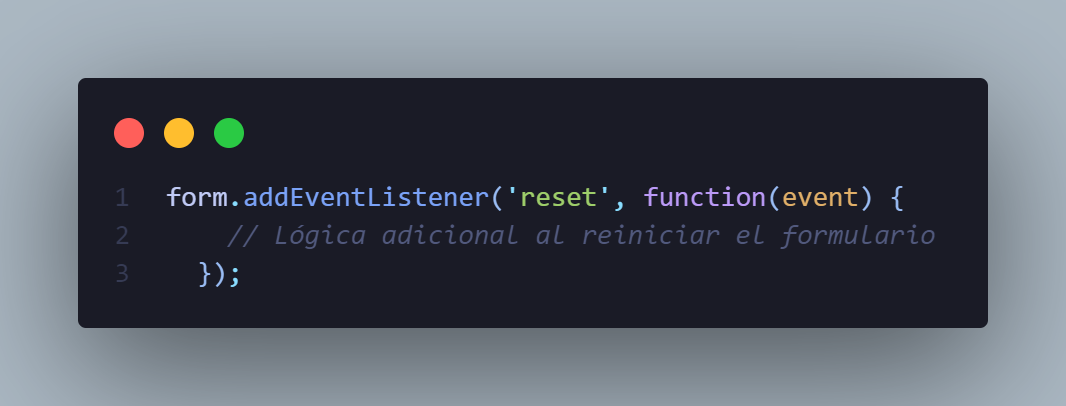 1 form.addEventListener('reset', function(event) {
2 // Lógica adicional al reiniciar el formulario
3 });